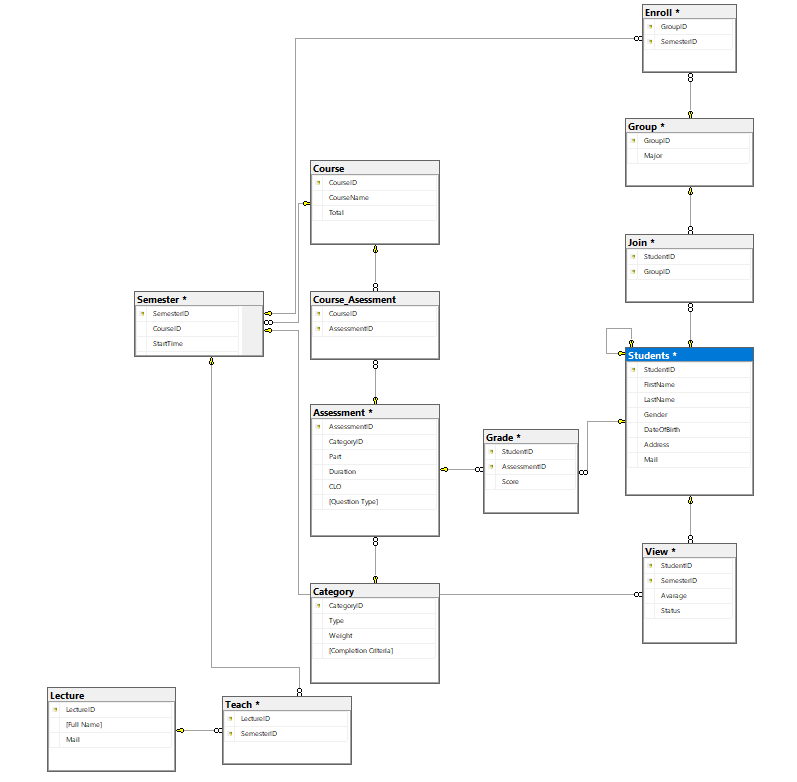 Enroll *
GroupID
SemesterID
Group *
GroupID
Major
Course
CourseID
CourseName
Total
Join *
StudentID
GroupID
Semester *
SemesterID
CourseID
StartTime
Course_Asessment
CourseID
AssessmentID
Students *
StudentID
FirstName
LastName
Gender
DateOfBirth
Address
Mail
Assessment *
AssessmentID
CategoryID
Part
Duration
CLO
[Question Type]
Grade *
StudentID
AssessmentID
Score
View *
StudentID
SemesterID
Avarage
Status
Category
CategoryID
Type
Weight
[Completion Criteria]
Lecture
LectureID
[Full Name]
Mail
Teach *
LectureID
SemesterID